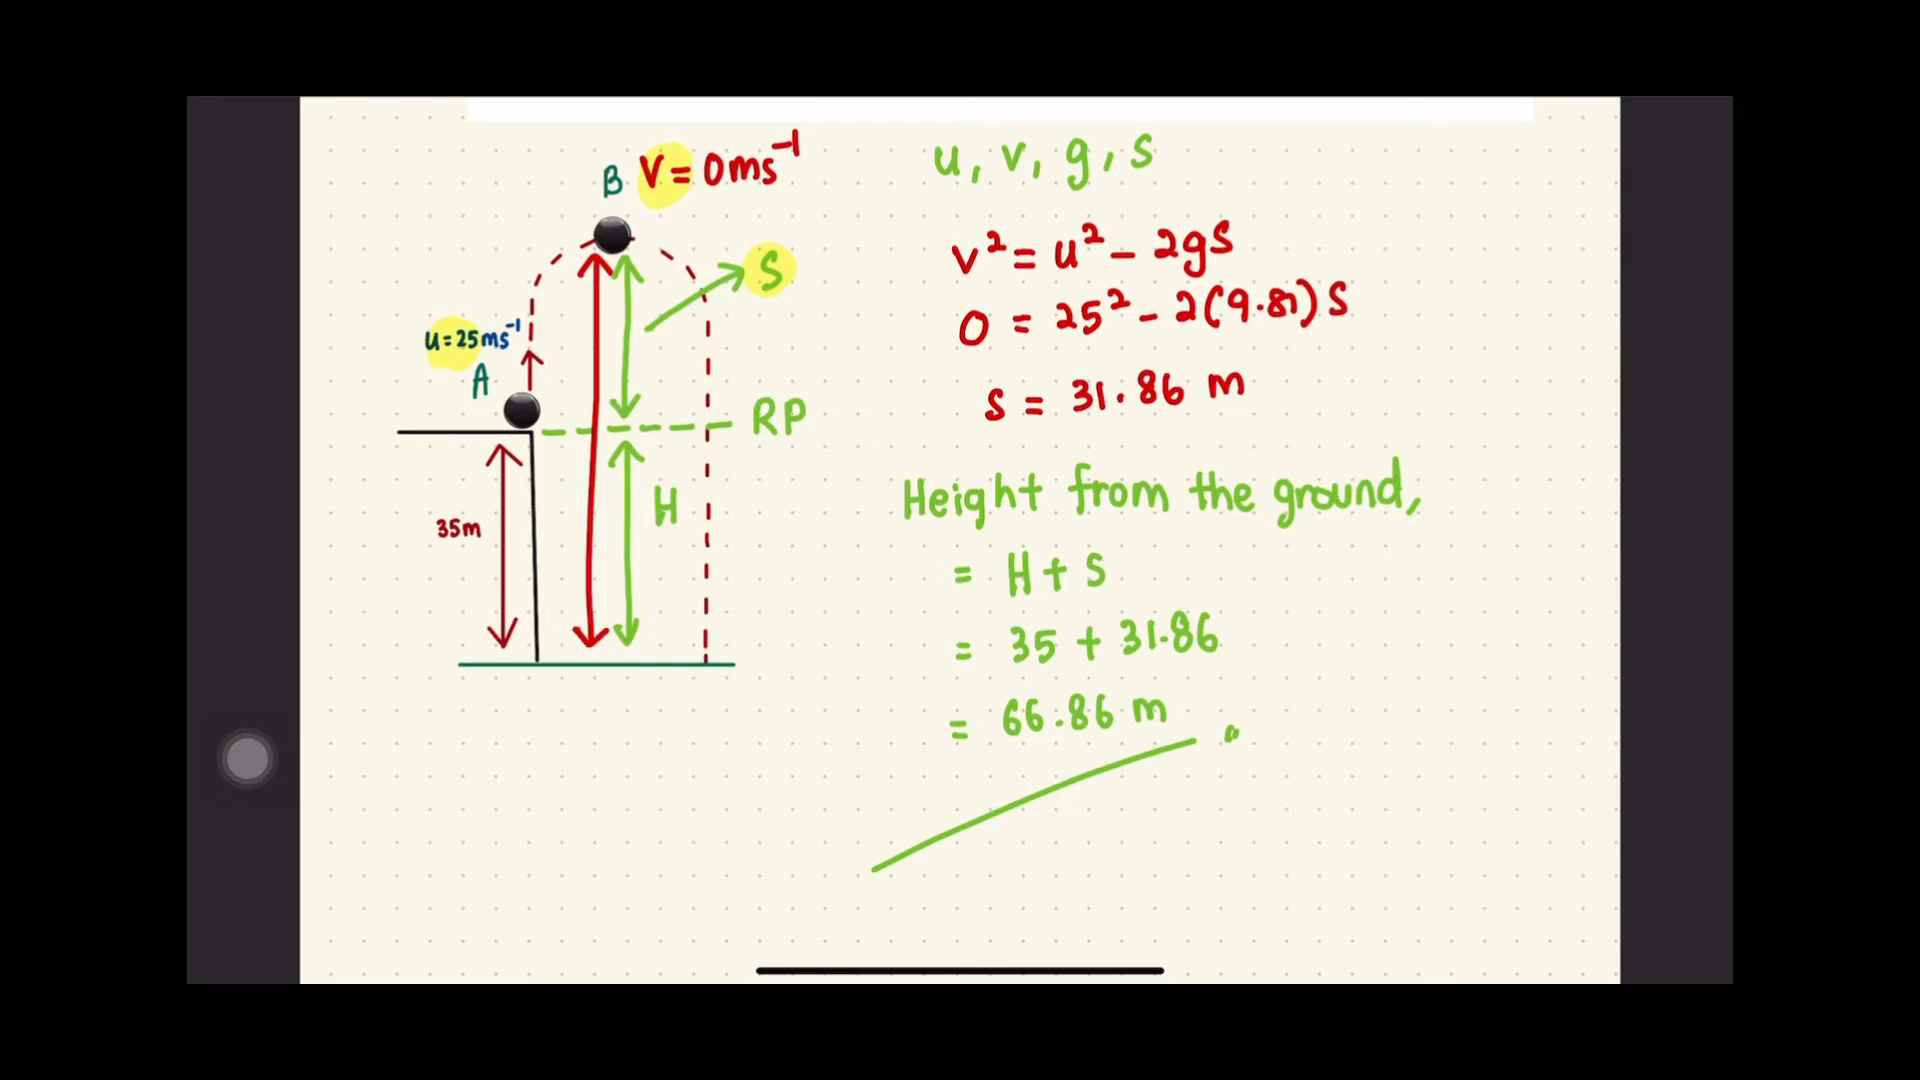 B V = 0ms⁻¹
S
u = 25ms⁻¹
A
RP
H
35m
u, v, g, s
v² = u² - 2gs
0 = 25² - 2(9.81)s
s = 31.86 m
Height from the ground,
= H + S
= 35 + 31.86
= 66.86 m